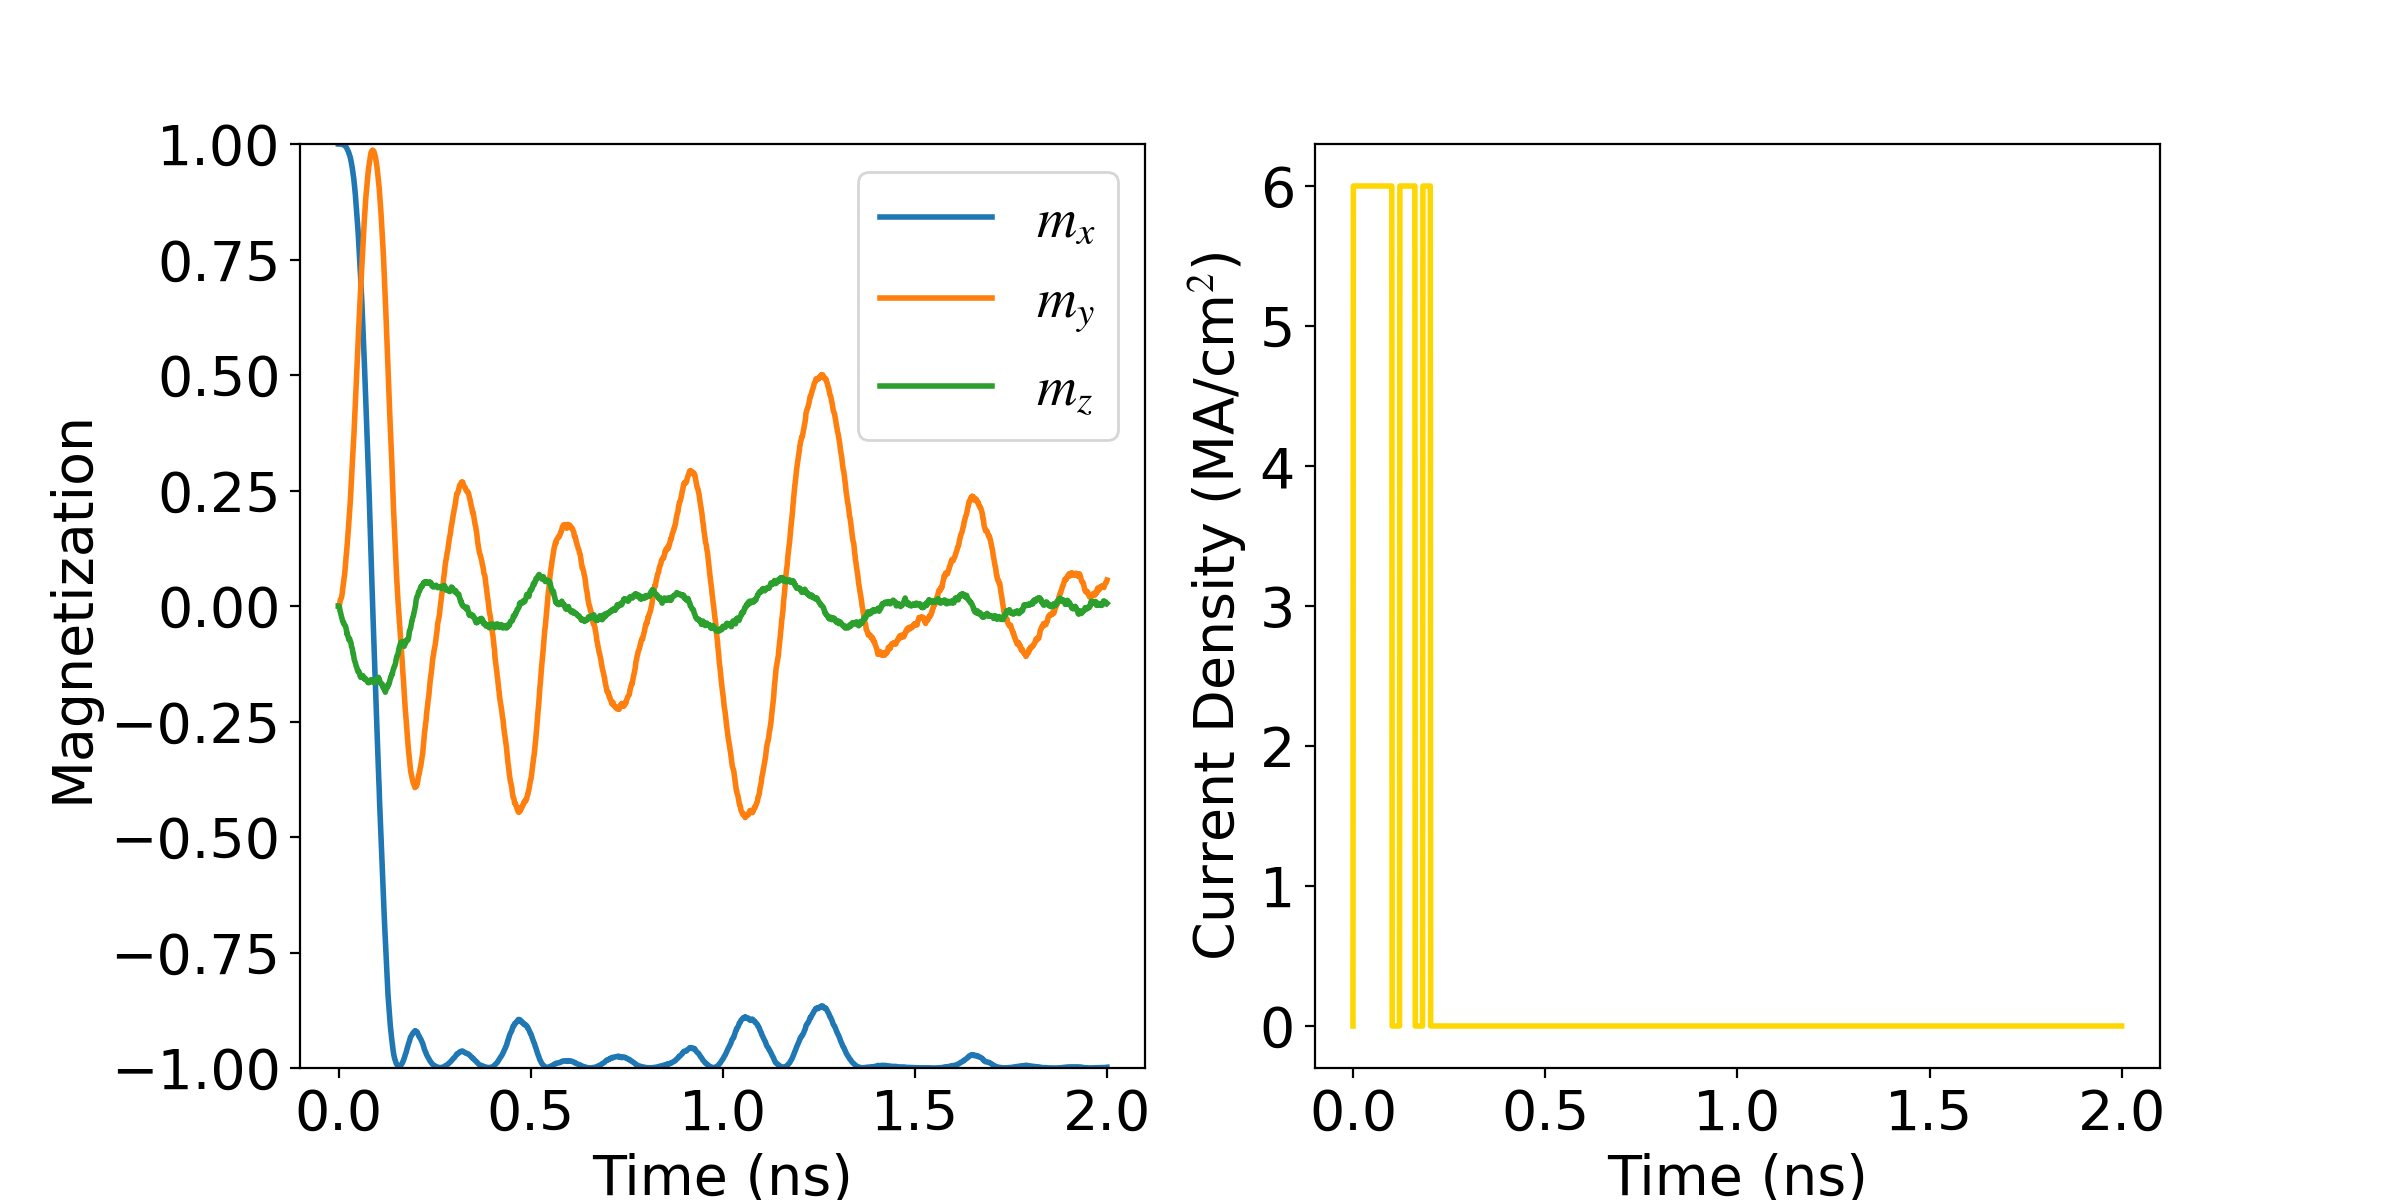 Magnetization
1.00
0.75
0.50
0.25
0.00
−0.25
−0.50
−0.75
−1.00
0.0 0.5 1.0 1.5 2.0
Time (ns)
m_x
m_y
m_z
Current Density (MA/cm²)
6
5
4
3
2
1
0
0.0 0.5 1.0 1.5 2.0
Time (ns)